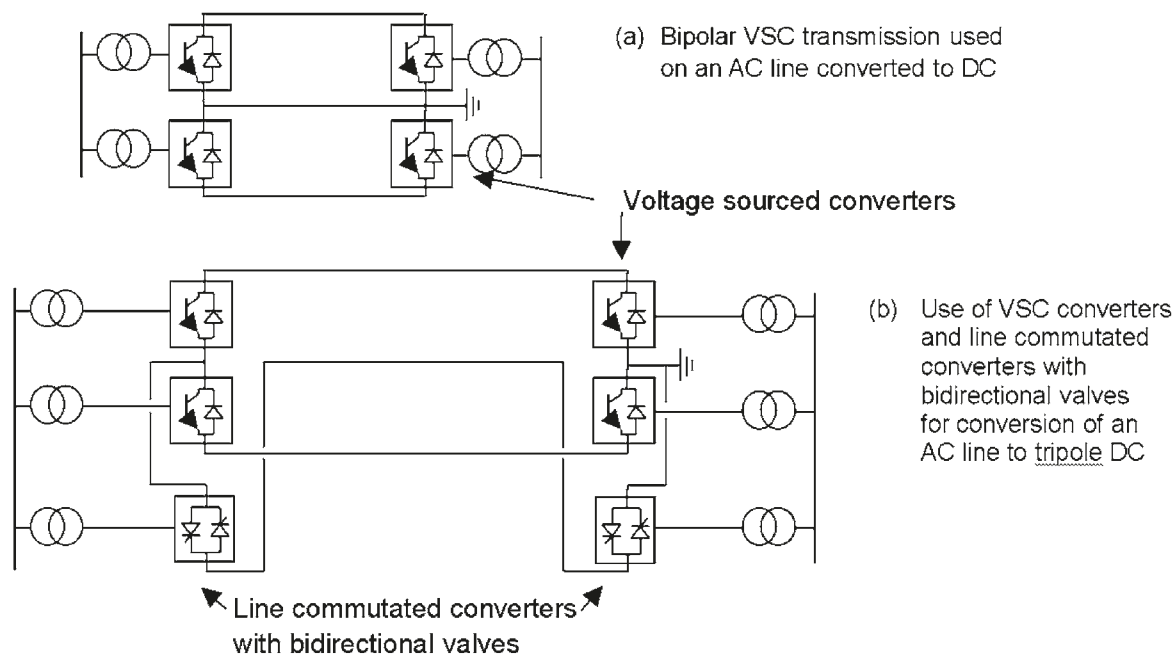 (a) Bipolar VSC transmission used
on an AC line converted to DC
Voltage sourced converters
(b) Use of VSC converters
and line commutated
converters with
bidirectional valves
for conversion of an
AC line to tripole DC
Line commutated converters
with bidirectional valves